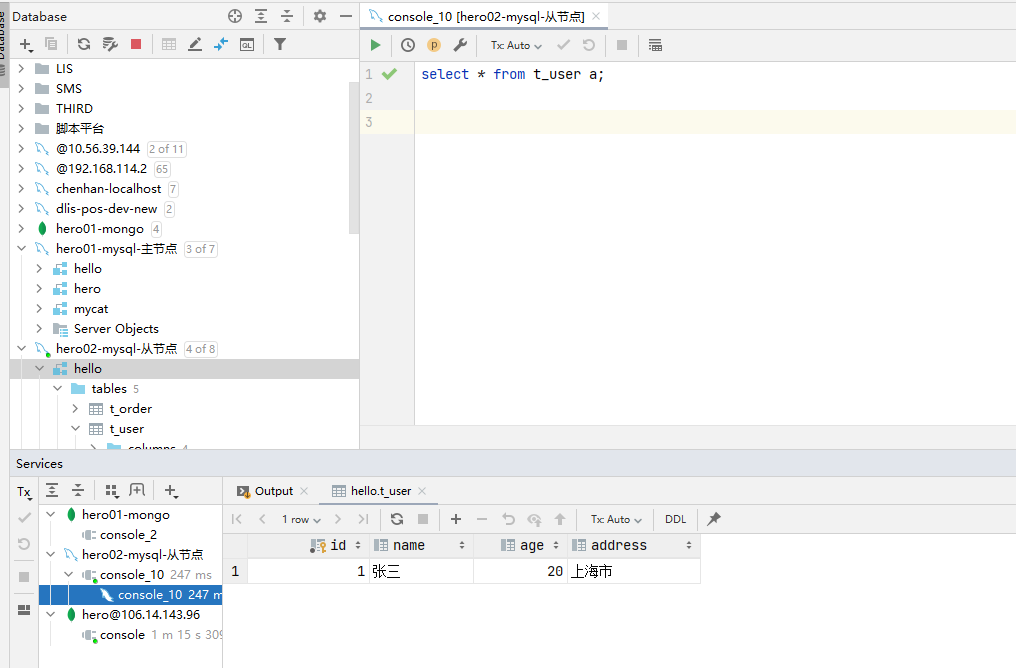 Database
Database
console_10 [hero02-mysql-从节点]
Tx: Auto
LIS
SMS
THIRD
脚本平台
@10.56.39.144 2 of 11
@192.168.114.2 65
chenhan-localhost 7
dlis-pos-dev-new 2
hero01-mongo 4
hero01-mysql-主节点 3 of 7
hello
hero
mycat
Server Objects
hero02-mysql-从节点 4 of 8
hello
tables 5
t_order
t_user
columns 4
1 select * from t_user a;
2
3
Services
Tx
hero01-mongo
console_2
hero02-mysql-从节点
console_10 247 ms
console_10 247 m
hero@106.14.143.96
console 1 m 15 s 309
Output
hello.t_user
1 row
Tx: Auto
DDL
id name age address
1 1 张三 20 上海市